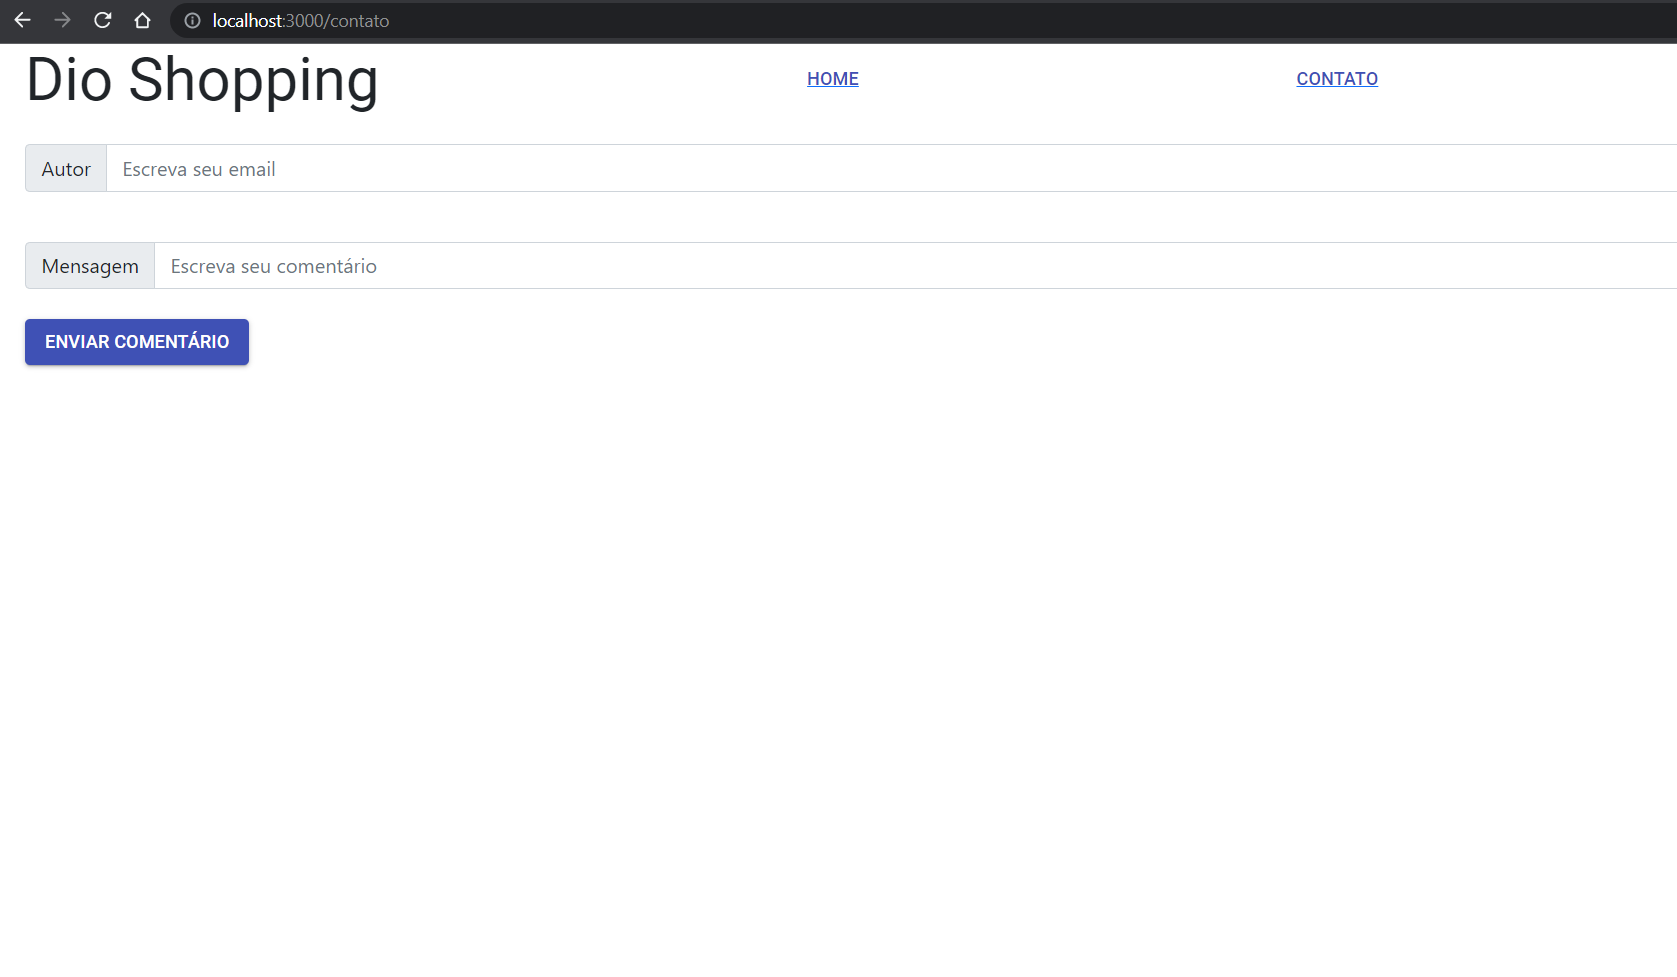 localhost:3000/contato
Dio Shopping HOME CONTATO
Autor Escreva seu email
Mensagem Escreva seu comentário
ENVIAR COMENTÁRIO